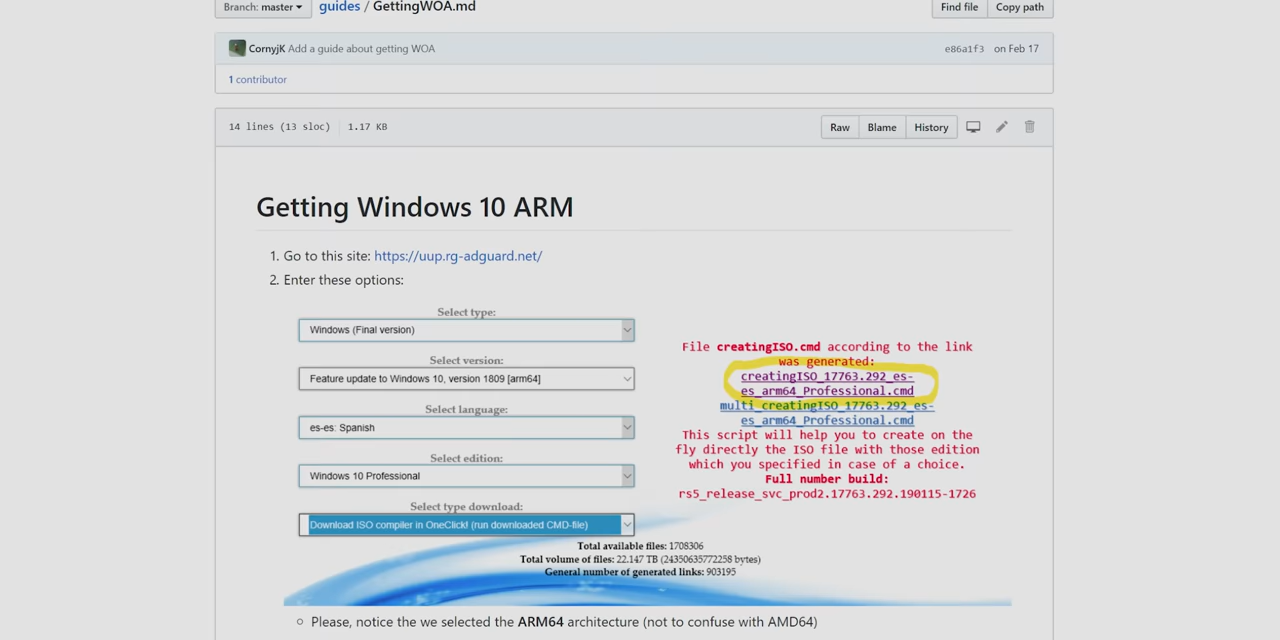 Branch: master
guides / GettingWOA.md
Find file
Copy path
CornyjK Add a guide about getting WOA
e86a1f3 on Feb 17
1 contributor
14 lines (13 sloc) 1.17 KB
Raw
Blame
History
Getting Windows 10 ARM
1. Go to this site: https://uup.rg-adguard.net/
2. Enter these options:
Select type:
Windows (Final version)
Select version:
Feature update to Windows 10, version 1809 [arm64]
Select language:
es-es: Spanish
Select edition:
Windows 10 Professional
Select type download:
Download ISO compiler in OneClick! (run downloaded CMD-file)
File creatingISO.cmd according to the link
was generated:
creatingISO_17763.292_es-
es_arm64_Professional.cmd
multi_creatingISO_17763.292_es-
es_arm64_Professional.cmd
This script will help you to create on the
fly directly the ISO file with those edition
which you specified in case of a choice.
Full number build:
rs5_release_svc_prod2.17763.292.190115-1726
Total available files: 1708306
Total volume of files: 22.147 TB (24350635772258 bytes)
General number of generated links: 903195
Please, notice the we selected the ARM64 architecture (not to confuse with AMD64)